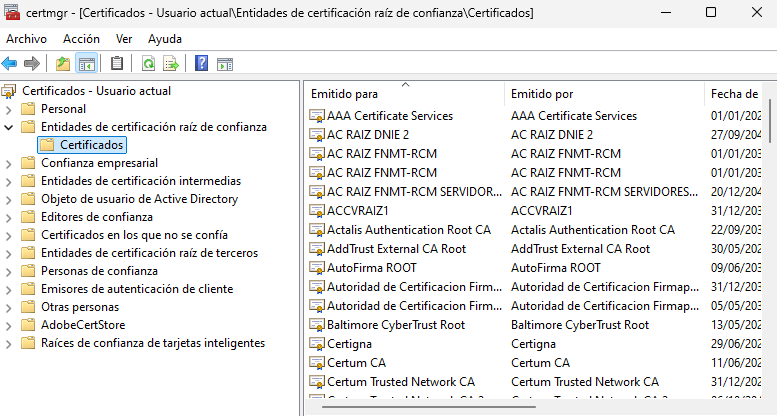 certmgr - [Certificados - Usuario actual\Entidades de certificación raíz de confianza\Certificados]
Archivo Acción Ver Ayuda
Certificados - Usuario actual
Personal
Entidades de certificación raíz de confianza
Certificados
Confianza empresarial
Entidades de certificación intermedias
Objeto de usuario de Active Directory
Editores de confianza
Certificados en los que no se confía
Entidades de certificación raíz de terceros
Personas de confianza
Emisores de autenticación de cliente
Otras personas
AdobeCertStore
Raíces de confianza de tarjetas inteligentes
Emitido para Emitido por Fecha de
AAA Certificate Services AAA Certificate Services 01/01/202
AC RAIZ DNIE 2 AC RAIZ DNIE 2 27/09/204
AC RAIZ FNMT-RCM AC RAIZ FNMT-RCM 01/01/203
AC RAIZ FNMT-RCM AC RAIZ FNMT-RCM 01/01/203
AC RAIZ FNMT-RCM SERVIDOR... AC RAIZ FNMT-RCM SERVIDORES... 20/12/204
ACCVRAIZ1 ACCVRAIZ1 31/12/203
Actalis Authentication Root CA Actalis Authentication Root CA 22/09/203
AddTrust External CA Root AddTrust External CA Root 30/05/202
AutoFirma ROOT AutoFirma ROOT 09/06/203
Autoridad de Certificacion Firm... Autoridad de Certificacion Firmap... 31/12/203
Autoridad de Certificacion Firm... Autoridad de Certificacion Firmap... 05/05/203
Baltimore CyberTrust Root Baltimore CyberTrust Root 13/05/202
Certigna Certigna 29/06/202
Certum CA Certum CA 11/06/202
Certum Trusted Network CA Certum Trusted Network CA 31/12/202